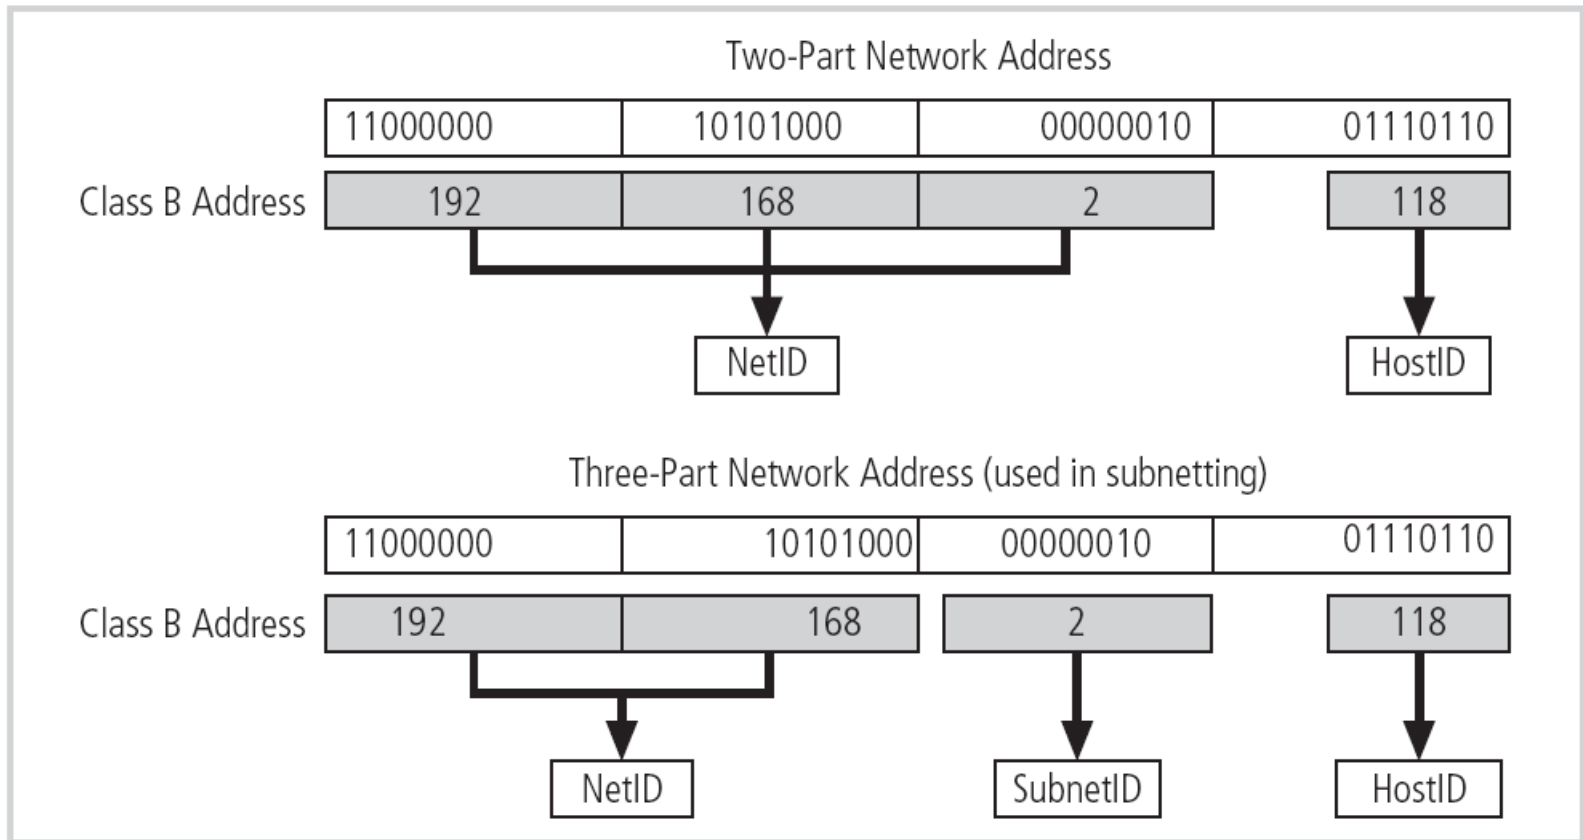 Two-Part Network Address
11000000 10101000 00000010 01110110
Class B Address 192 168 2 118
NetID HostID
Three-Part Network Address (used in subnetting)
11000000 10101000 00000010 01110110
Class B Address 192 168 2 118
NetID SubnetID HostID